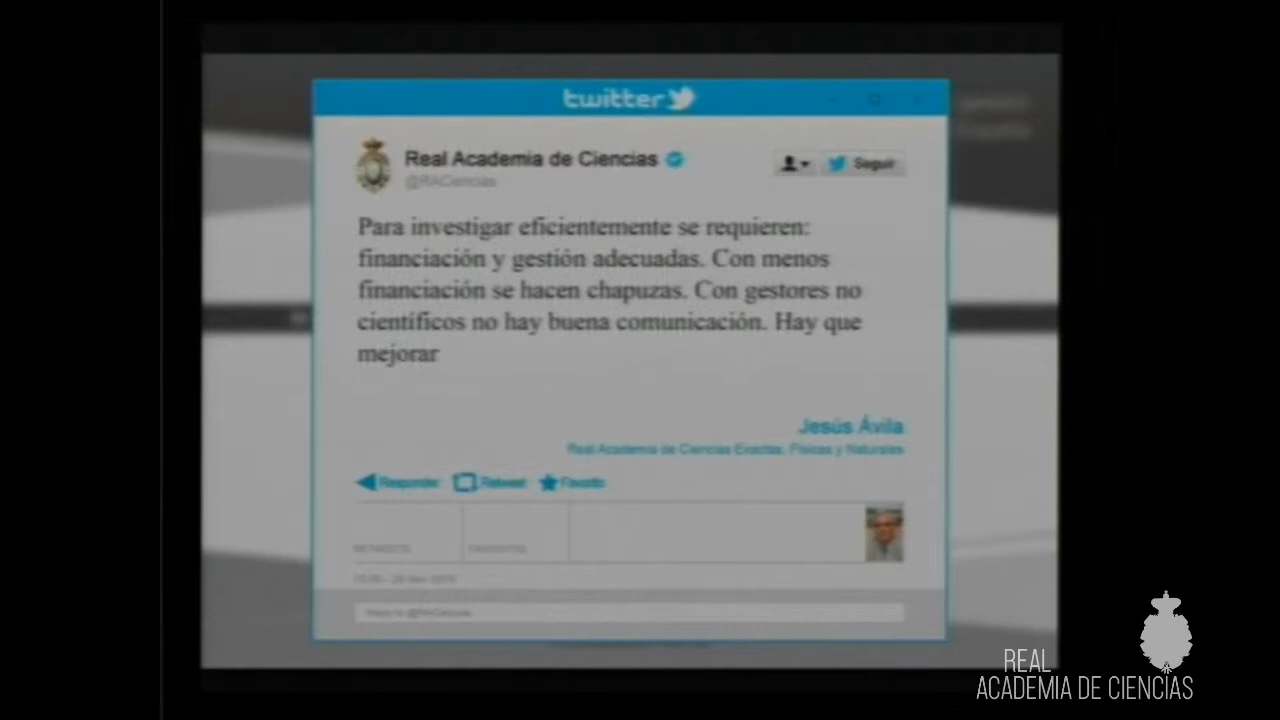 twitter
Real Academia de Ciencias
@RACiencias
Seguir
Para investigar eficientemente se requieren:
financiación y gestión adecuadas. Con menos
financiación se hacen chapuzas. Con gestores no
científicos no hay buena comunicación. Hay que
mejorar
Jesús Ávila
Real Academia de Ciencias Exactas, Físicas y Naturales
Responder Retweet Favorito
REAL
ACADEMIA DE CIENCIAS